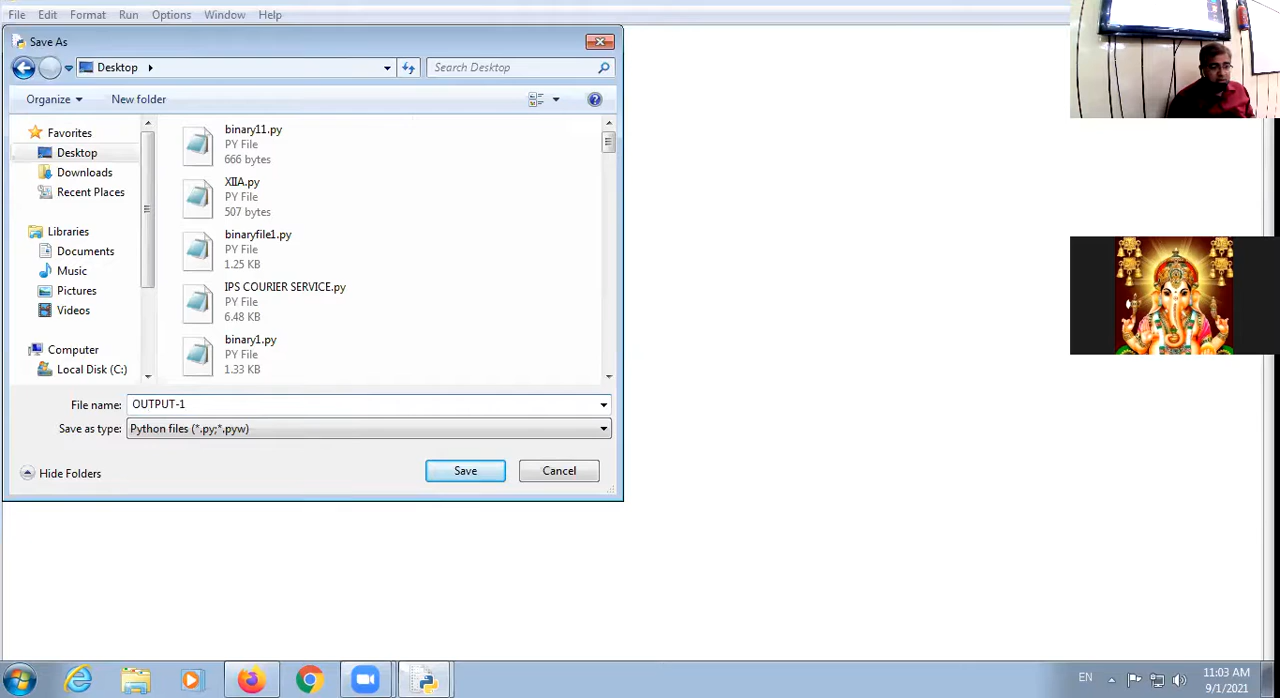 File Edit Format Run Options Window Help
Save As
Desktop
Search Desktop
Organize New folder
Favorites
Desktop
Downloads
Recent Places
Libraries
Documents
Music
Pictures
Videos
Computer
Local Disk (C:)
binary11.py
PY File
666 bytes
XIIA.py
PY File
507 bytes
binaryfile1.py
PY File
1.25 KB
IPS COURIER SERVICE.py
PY File
6.48 KB
binary1.py
PY File
1.33 KB
File name: OUTPUT-1
Save as type: Python files (*.py;*.pyw)
Hide Folders
Save Cancel
EN
11:03 AM
9/1/2021